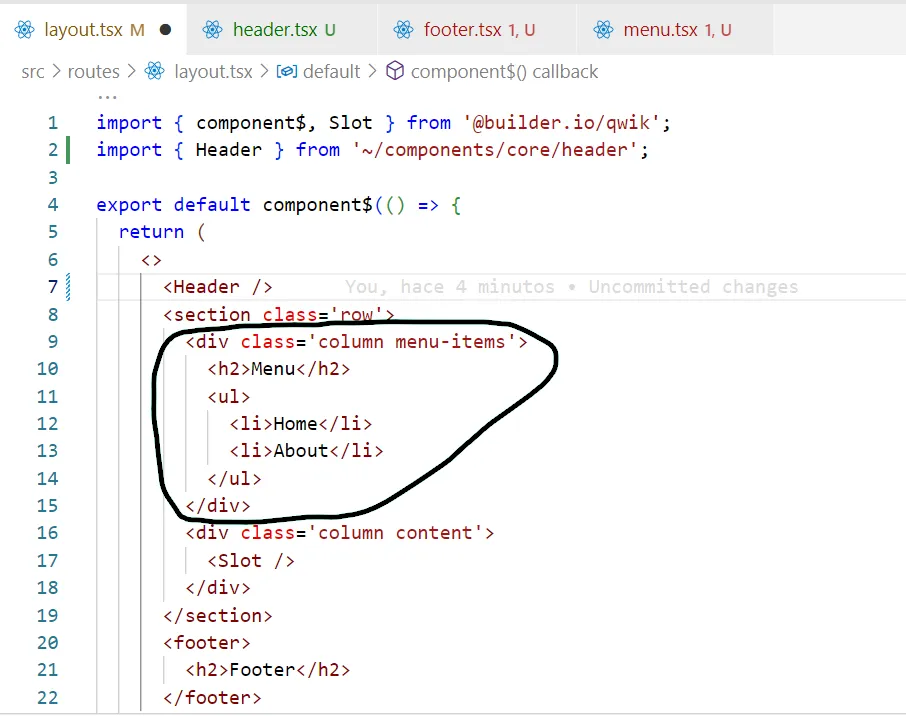 layout.tsx M ● header.tsx U footer.tsx 1, U menu.tsx 1, U
src > routes > layout.tsx > default > component$() callback
...
1 import { component$, Slot } from '@builder.io/qwik';
2 import { Header } from '~/components/core/header';
3
4 export default component$(() => {
5 return (
6 <>
7 <Header /> You, hace 4 minutos • Uncommitted changes
8 <section class='row'>
9 <div class='column menu-items'>
10 <h2>Menu</h2>
11 <ul>
12 <li>Home</li>
13 <li>About</li>
14 </ul>
15 </div>
16 <div class='column content'>
17 <Slot />
18 </div>
19 </section>
20 <footer>
21 <h2>Footer</h2>
22 </footer>